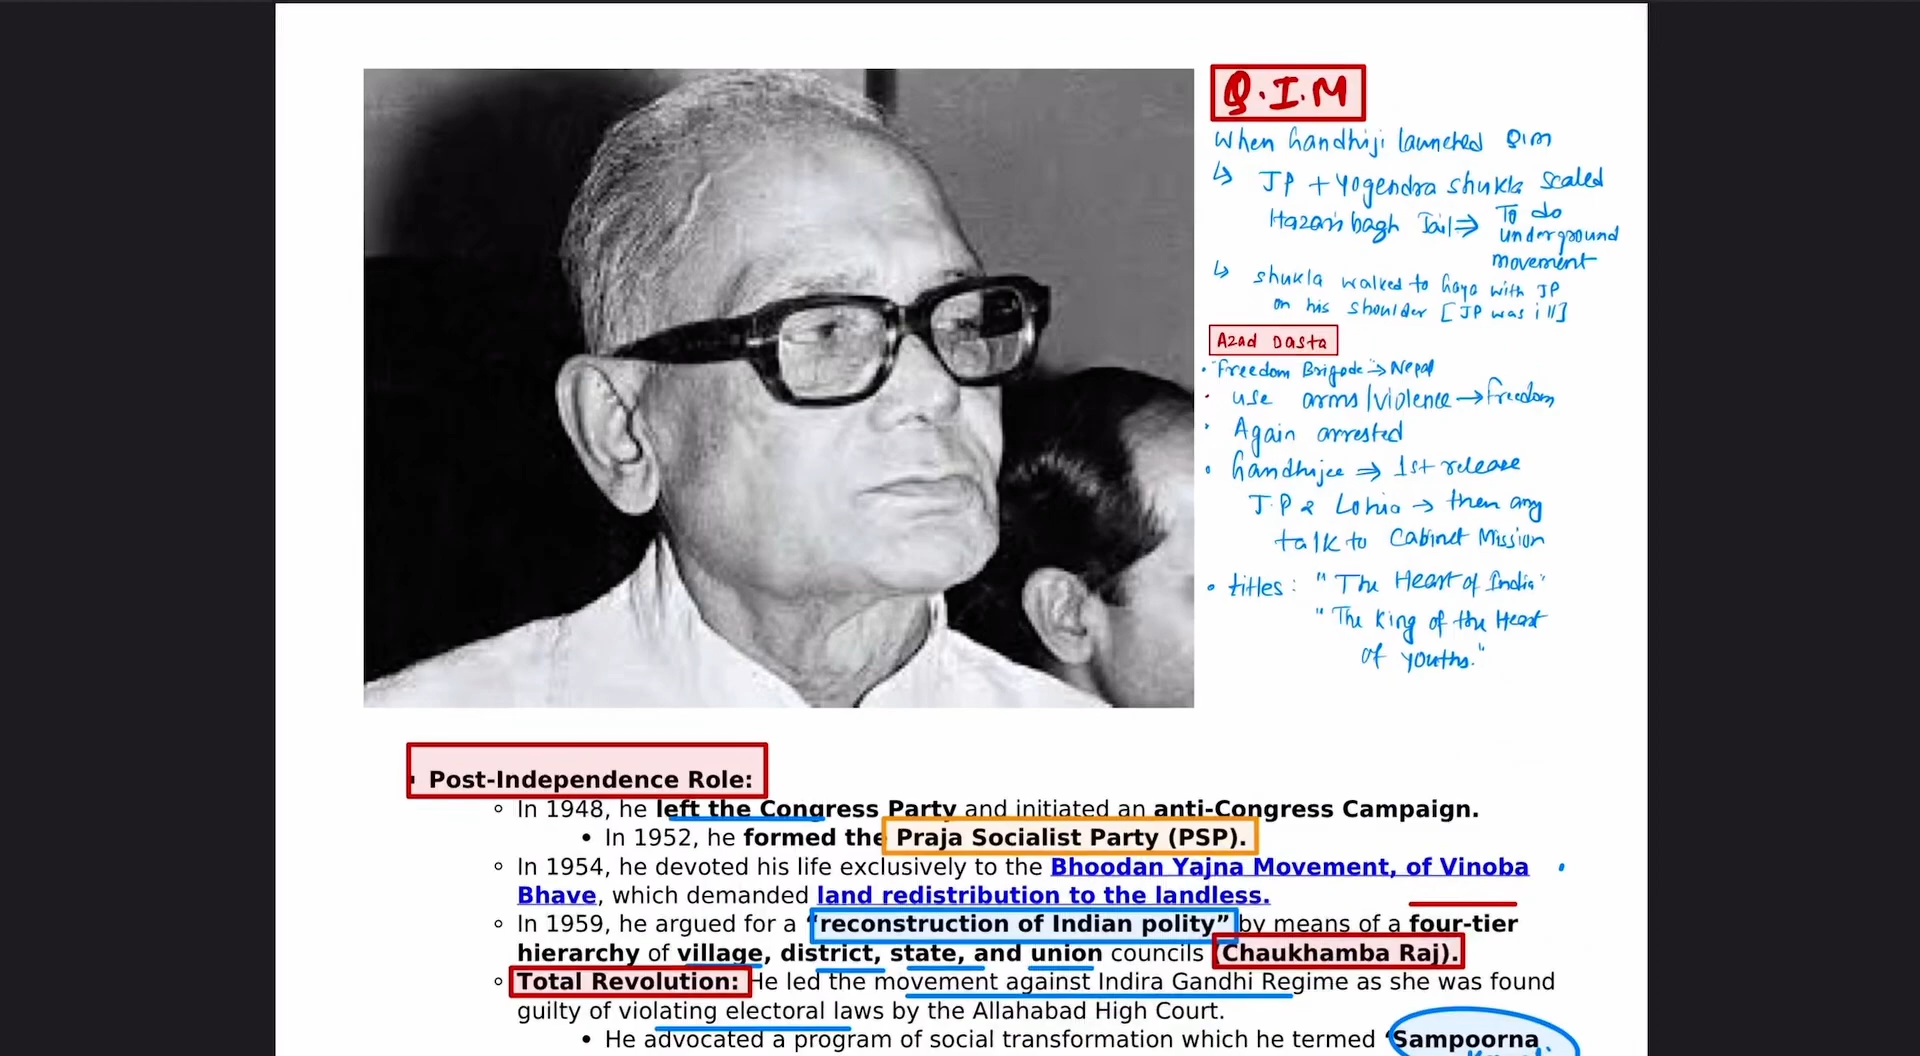 Q.I.M
When Gandhiji launched QIM
↳ JP + Yogendra Shukla scaled
Hazaribagh Jail ⇒ To do
underground
movement
↳ Shukla walked to Gaya with JP
on his shoulder [JP was ill]
Azad Dasta
• "Freedom Brigade" → Nepal
• use arms/violence → freedom
• Again arrested
• Gandhijee ⇒ 1st release
J.P & Lohia → then any
talk to Cabinet Mission
• titles: "The Heart of India"
"The King of the Heart
of Youths."
Post-Independence Role:
In 1948, he left the Congress Party and initiated an anti-Congress Campaign.
• In 1952, he formed the Praja Socialist Party (PSP).
In 1954, he devoted his life exclusively to the Bhoodan Yajna Movement, of Vinoba
Bhave, which demanded land redistribution to the landless.
In 1959, he argued for a “reconstruction of Indian polity” by means of a four-tier
hierarchy of village, district, state, and union councils (Chaukhamba Raj).
Total Revolution: He led the movement against Indira Gandhi Regime as she was found
guilty of violating electoral laws by the Allahabad High Court.
• He advocated a program of social transformation which he termed ‘Sampoorna